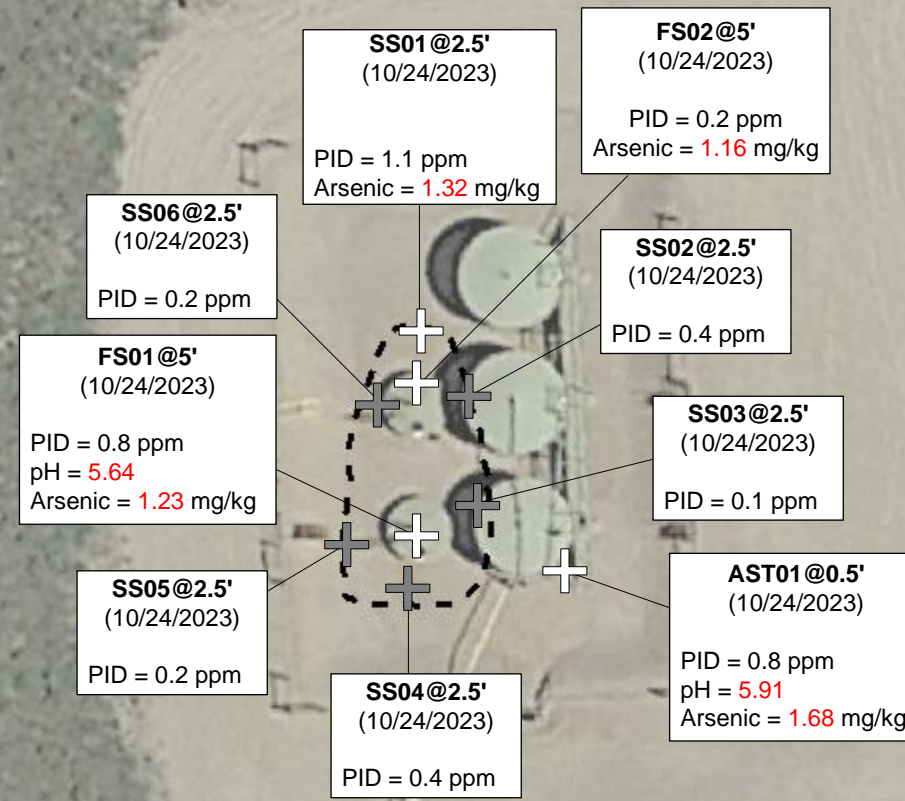 SS01@2.5'
(10/24/2023)
PID = 1.1 ppm
Arsenic = 1.32 mg/kg
FS02@5'
(10/24/2023)
PID = 0.2 ppm
Arsenic = 1.16 mg/kg
SS06@2.5'
(10/24/2023)
PID = 0.2 ppm
SS02@2.5'
(10/24/2023)
PID = 0.4 ppm
FS01@5'
(10/24/2023)
PID = 0.8 ppm
pH = 5.64
Arsenic = 1.23 mg/kg
SS03@2.5'
(10/24/2023)
PID = 0.1 ppm
SS05@2.5'
(10/24/2023)
PID = 0.2 ppm
AST01@0.5'
(10/24/2023)
PID = 0.8 ppm
pH = 5.91
Arsenic = 1.68 mg/kg
SS04@2.5'
(10/24/2023)
PID = 0.4 ppm